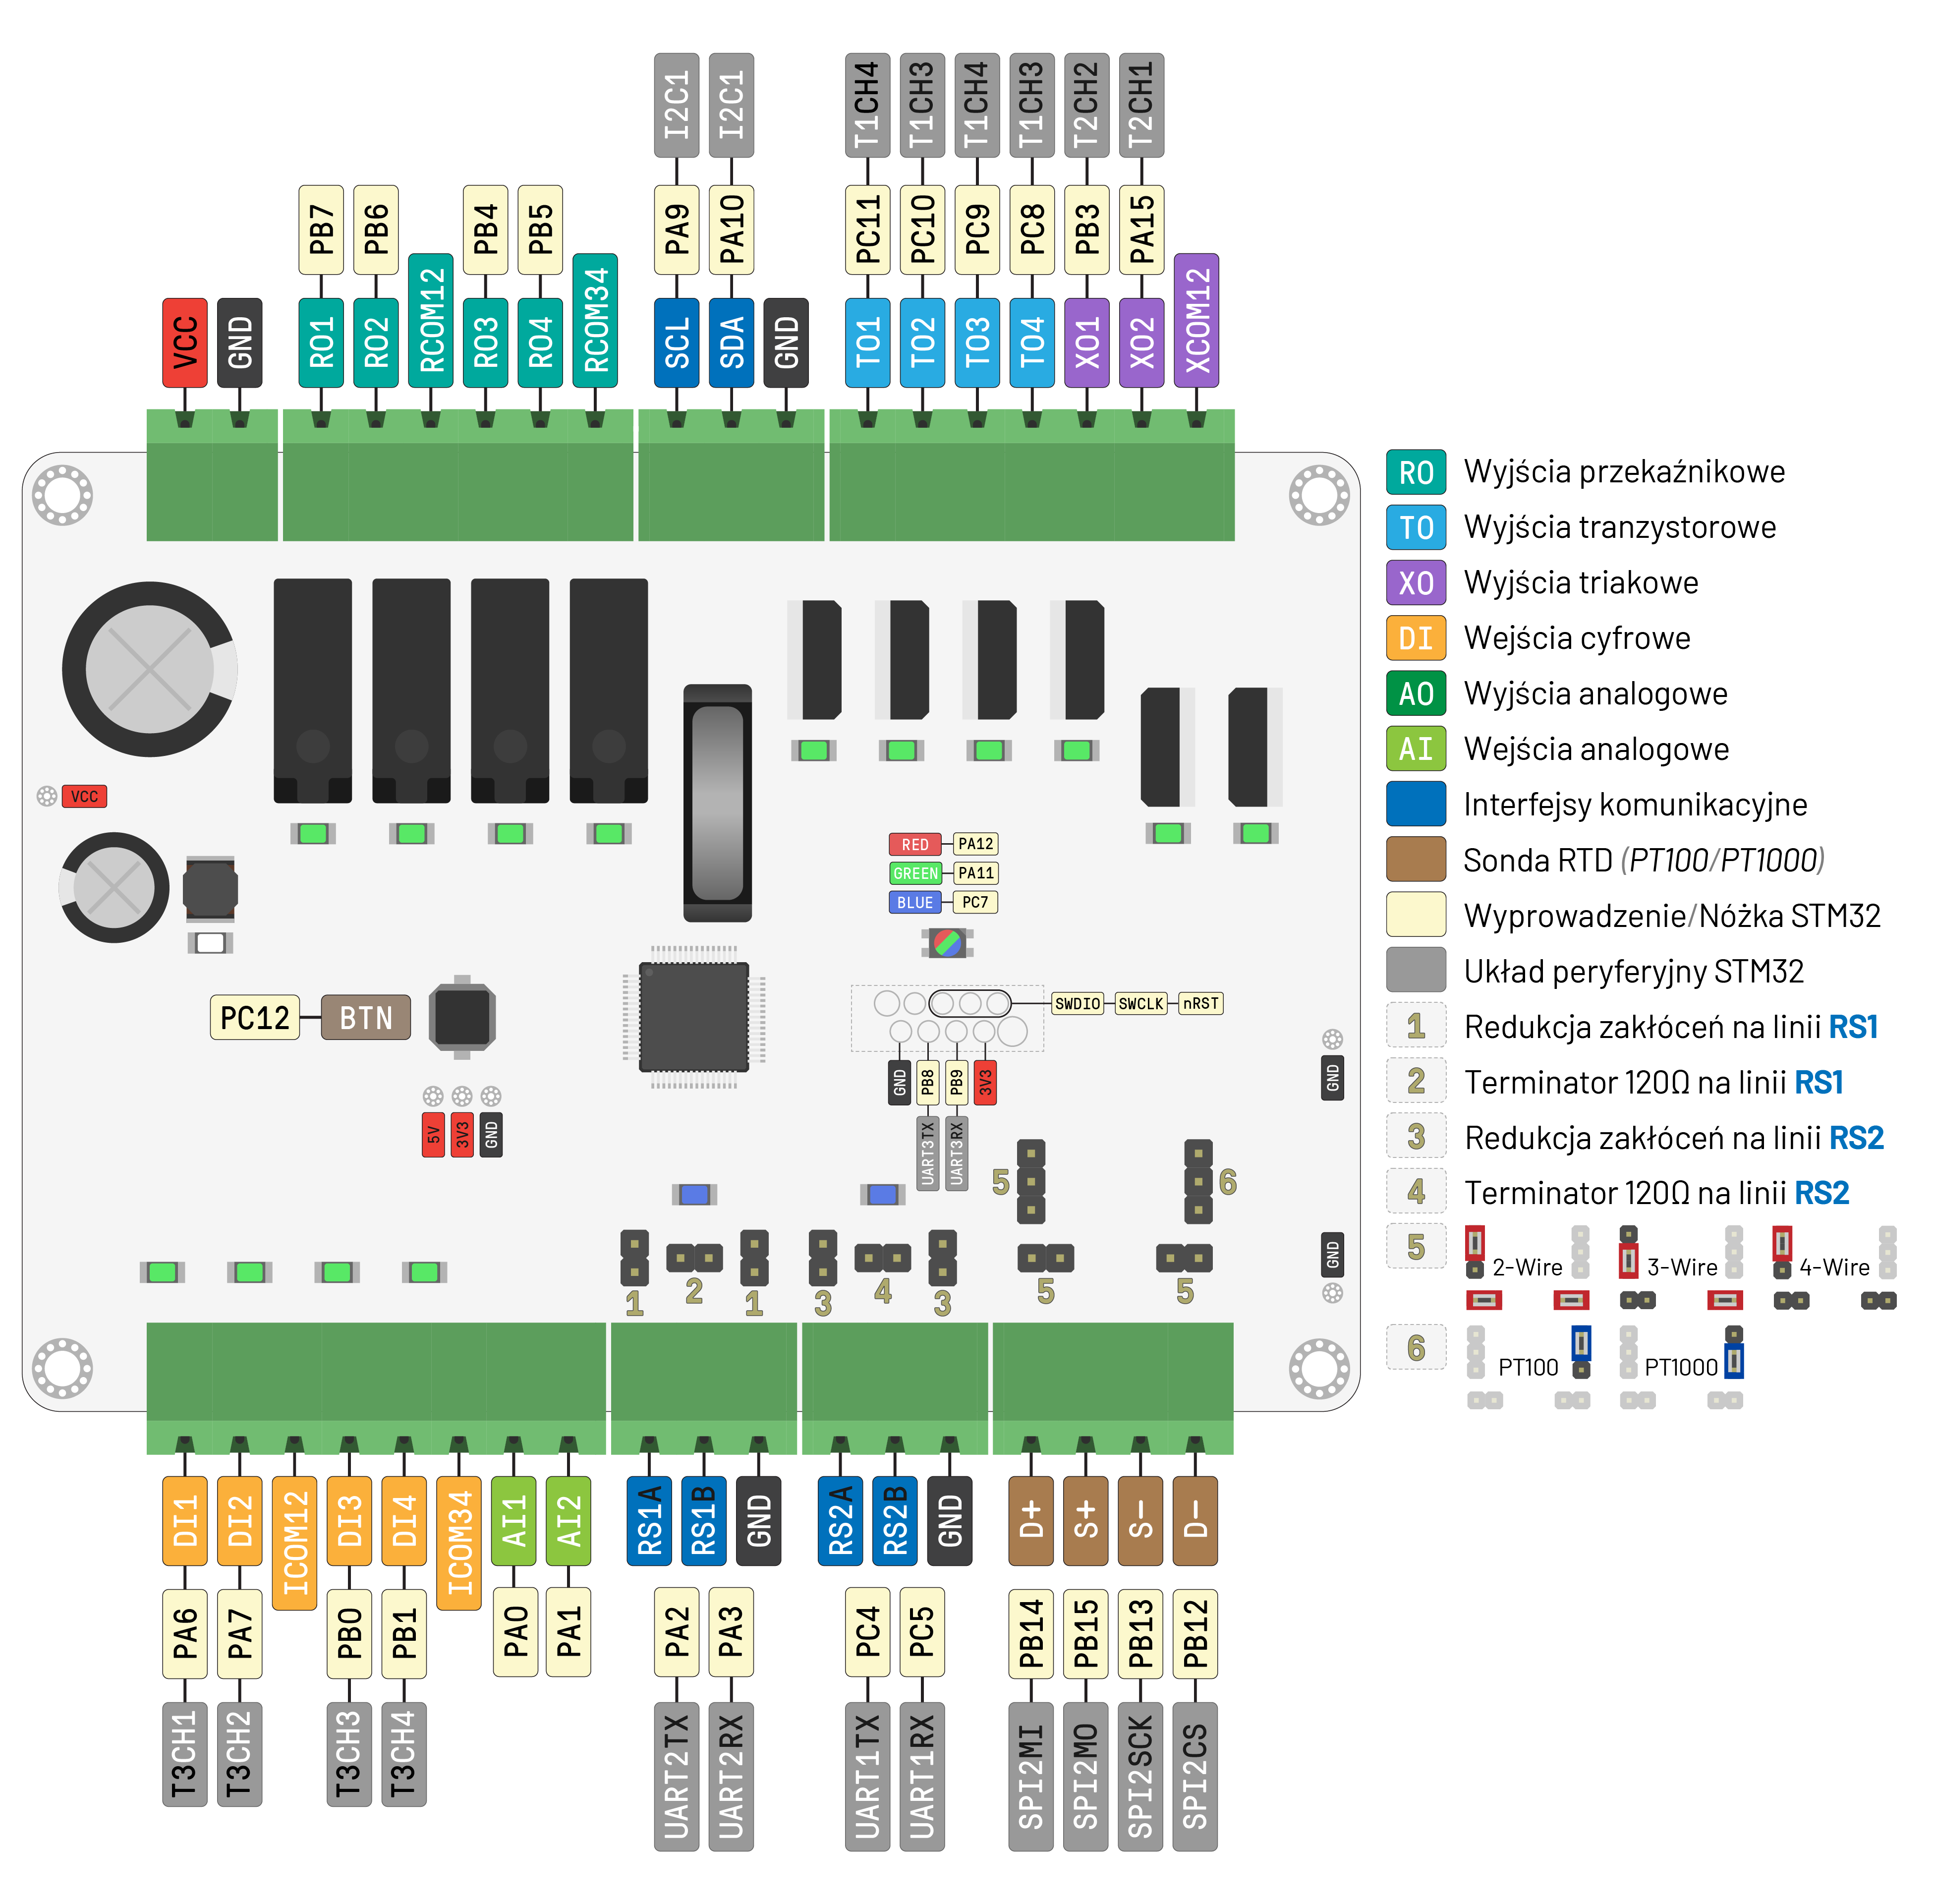 I2C1 I2C1 T1CH4 T1CH3 T1CH4 T1CH3 T2CH2 T2CH1
PB7 PB6 PB4 PB5 PA9 PA10 PC11 PC10 PC9 PC8 PB3 PA15
VCC GND RO1 RO2 RCOM12 RO3 RO4 RCOM34 SCL SDA GND TO1 TO2 TO3 TO4 XO1 XO2 XCOM12
VCC
RED PA12
GREEN PA11
BLUE PC7
PC12 BTN
SWDIO SWCLK nRST
GND PB8 PB9 3V3
UART3TX UART3RX
5V 3V3 GND
GND
5 6
GND
1 2 1 3 4 3 5 5
DI1 DI2 ICOM12 DI3 DI4 ICOM34 AI1 AI2 RS1A RS1B GND RS2A RS2B GND D+ S+ S- D-
PA6 PA7 PB0 PB1 PA0 PA1 PA2 PA3 PC4 PC5 PB14 PB15 PB13 PB12
T3CH1 T3CH2 T3CH3 T3CH4 UART2TX UART2RX UART1TX UART1RX SPI2MI SPI2MO SPI2SCK SPI2CS
RO Wyjścia przekaźnikowe
TO Wyjścia tranzystorowe
XO Wyjścia triakowe
DI Wejścia cyfrowe
AO Wyjścia analogowe
AI Wejścia analogowe
Interfejsy komunikacyjne
Sonda RTD (PT100/PT1000)
Wyprowadzenie/Nóżka STM32
Układ peryferyjny STM32
1 Redukcja zakłóceń na linii RS1
2 Terminator 120Ω na linii RS1
3 Redukcja zakłóceń na linii RS2
4 Terminator 120Ω na linii RS2
5 2-Wire 3-Wire 4-Wire
6 PT100 PT1000